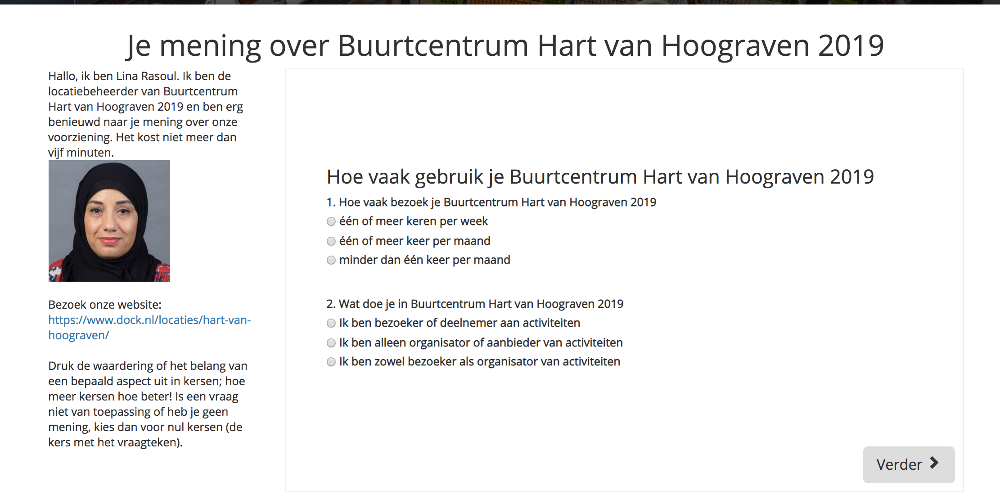 Je mening over Buurtcentrum Hart van Hoograven 2019
Hallo, ik ben Lina Rasoul. Ik ben de
locatiebeheerder van Buurtcentrum
Hart van Hoograven 2019 en ben erg
benieuwd naar je mening over onze
voorziening. Het kost niet meer dan
vijf minuten.
Bezoek onze website:
https://www.dock.nl/locaties/hart-van-
hoograven/
Druk de waardering of het belang van
een bepaald aspect uit in kersen; hoe
meer kersen hoe beter! Is een vraag
niet van toepassing of heb je geen
mening, kies dan voor nul kersen (de
kers met het vraagteken).
Hoe vaak gebruik je Buurtcentrum Hart van Hoograven 2019
1. Hoe vaak bezoek je Buurtcentrum Hart van Hoograven 2019
één of meer keren per week
één of meer keer per maand
minder dan één keer per maand
2. Wat doe je in Buurtcentrum Hart van Hoograven 2019
Ik ben bezoeker of deelnemer aan activiteiten
Ik ben alleen organisator of aanbieder van activiteiten
Ik ben zowel bezoeker als organisator van activiteiten
Verder